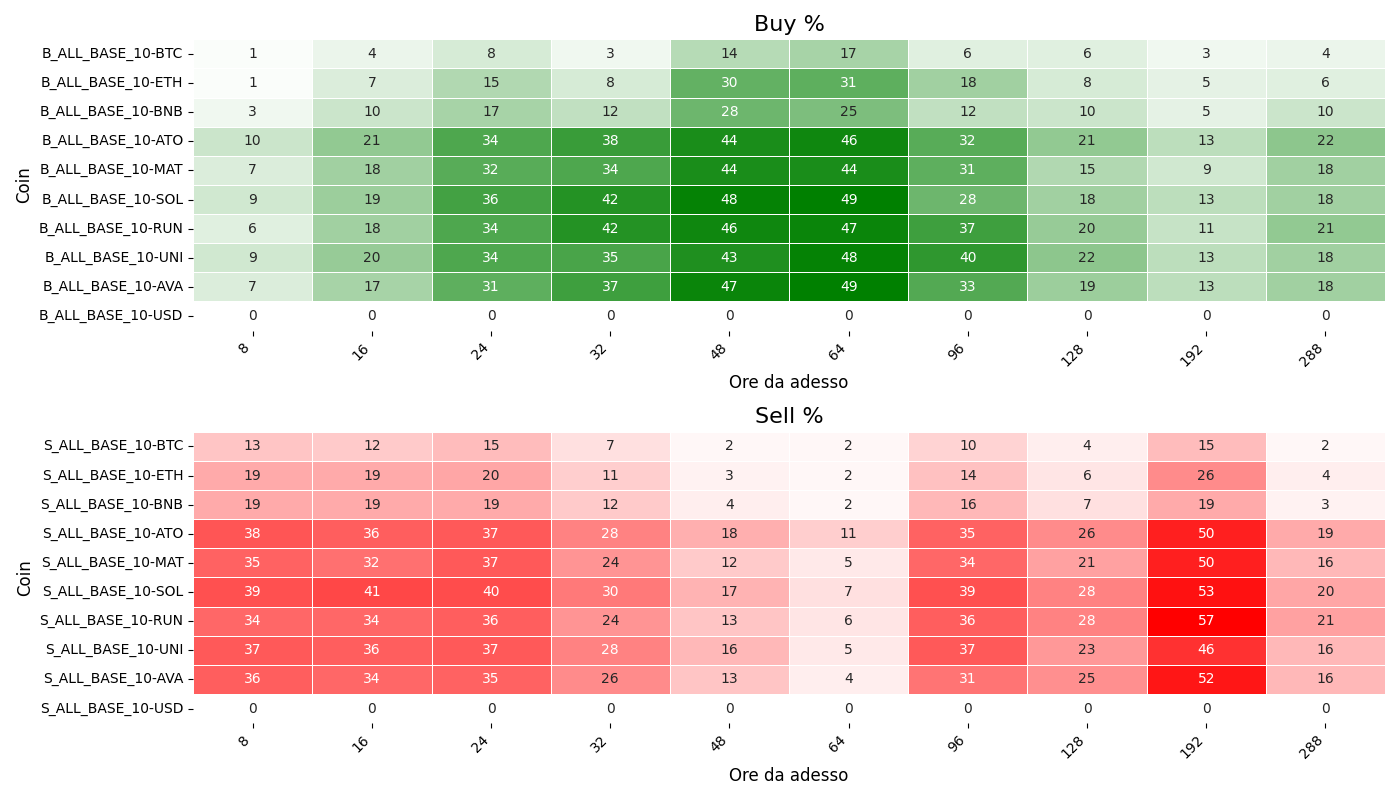 Buy %
Coin
B_ALL_BASE_10-BTC 1 4 8 3 14 17 6 6 3 4
B_ALL_BASE_10-ETH 1 7 15 8 30 31 18 8 5 6
B_ALL_BASE_10-BNB 3 10 17 12 28 25 12 10 5 10
B_ALL_BASE_10-ATO 10 21 34 38 44 46 32 21 13 22
B_ALL_BASE_10-MAT 7 18 32 34 44 44 31 15 9 18
B_ALL_BASE_10-SOL 9 19 36 42 48 49 28 18 13 18
B_ALL_BASE_10-RUN 6 18 34 42 46 47 37 20 11 21
B_ALL_BASE_10-UNI 9 20 34 35 43 48 40 22 13 18
B_ALL_BASE_10-AVA 7 17 31 37 47 49 33 19 13 18
B_ALL_BASE_10-USD 0 0 0 0 0 0 0 0 0 0
8 16 24 32 48 64 96 128 192 288
Ore da adesso
Sell %
Coin
S_ALL_BASE_10-BTC 13 12 15 7 2 2 10 4 15 2
S_ALL_BASE_10-ETH 19 19 20 11 3 2 14 6 26 4
S_ALL_BASE_10-BNB 19 19 19 12 4 2 16 7 19 3
S_ALL_BASE_10-ATO 38 36 37 28 18 11 35 26 50 19
S_ALL_BASE_10-MAT 35 32 37 24 12 5 34 21 50 16
S_ALL_BASE_10-SOL 39 41 40 30 17 7 39 28 53 20
S_ALL_BASE_10-RUN 34 34 36 24 13 6 36 28 57 21
S_ALL_BASE_10-UNI 37 36 37 28 16 5 37 23 46 16
S_ALL_BASE_10-AVA 36 34 35 26 13 4 31 25 52 16
S_ALL_BASE_10-USD 0 0 0 0 0 0 0 0 0 0
8 16 24 32 48 64 96 128 192 288
Ore da adesso